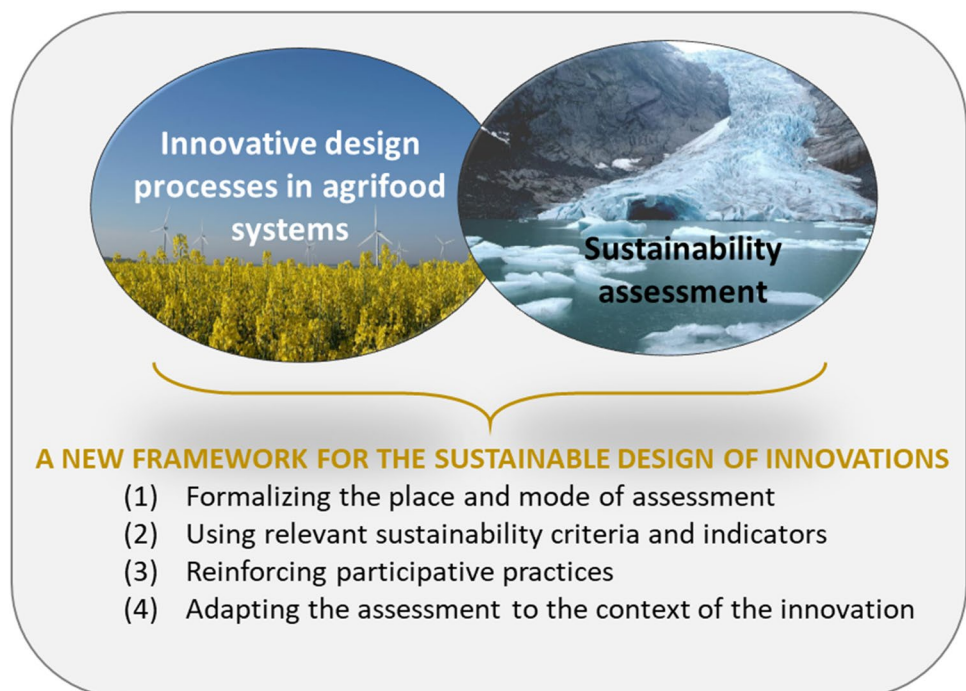 Innovative design
processes in agrifood
systems
Sustainability
assessment
A NEW FRAMEWORK FOR THE SUSTAINABLE DESIGN OF INNOVATIONS
(1) Formalizing the place and mode of assessment
(2) Using relevant sustainability criteria and indicators
(3) Reinforcing participative practices
(4) Adapting the assessment to the context of the innovation